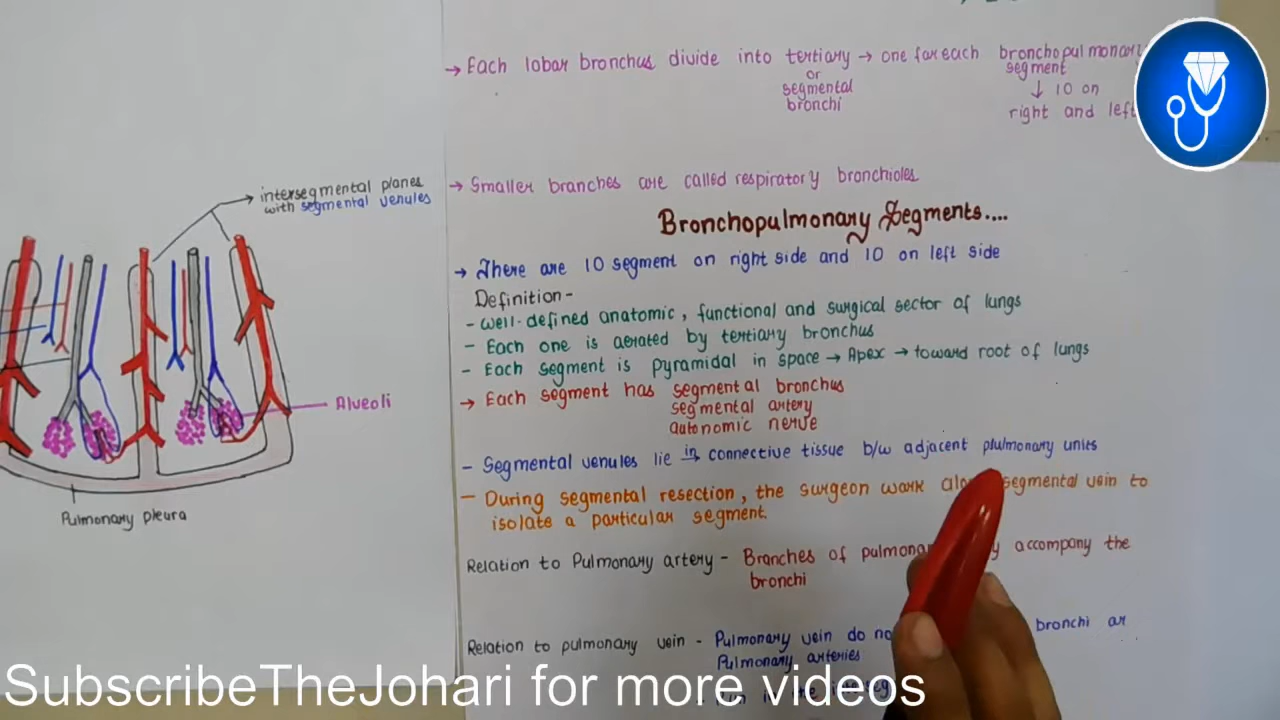 → Each lobar bronchus divide into tertiary → one for each bronchopulmonary
or segment
segmental ↓ 10 on
bronchi right and left
intersegmental planes
with segmental venules
→ Smaller branches are called respiratory bronchioles
Bronchopulmonary Segments....
→ There are 10 segment on right side and 10 on left side
Definition -
- Well-defined anatomic, functional and surgical sector of lungs
- Each one is aerated by tertiary bronchus
- Each segment is pyramidal in space → Apex → toward root of lungs
→ Each segment has segmental bronchus
segmental artery
autonomic nerve
Alveoli
- Segmental venules lie in connective tissue b/w adjacent plulmonary units
- During segmental resection, the surgeon work segmental vein to
isolate a particular segment.
Pulmonary pleura
Relation to Pulmonary artery - Branches of accompany the
bronchi
Relation to pulmonary vein - Pulmonary vein do bronchi ar
Pulmonary arteries
SubscribeTheJohari for more videos